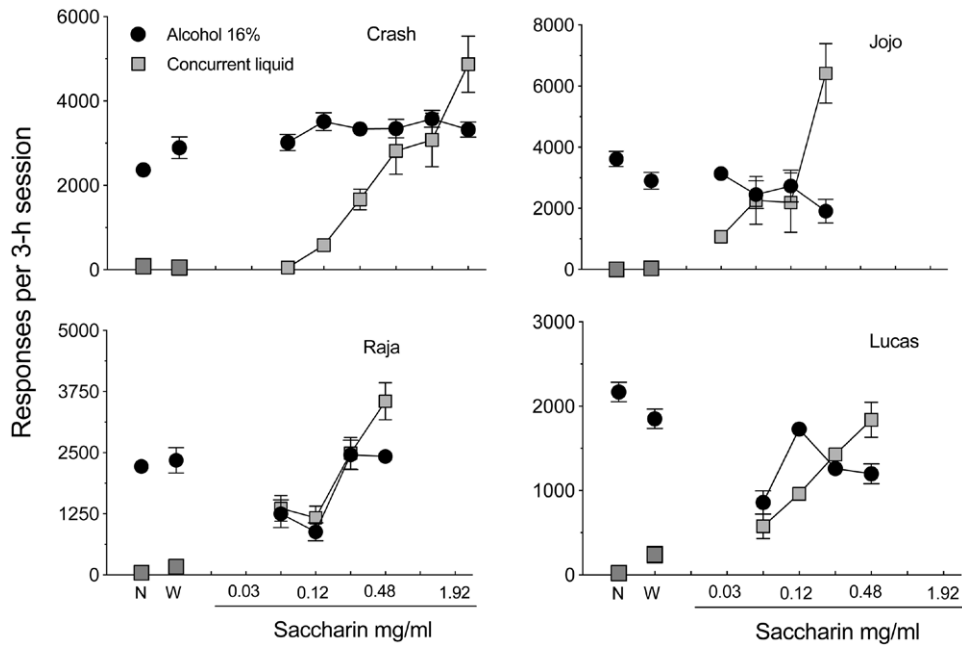 Responses per 3-h session
Crash
Alcohol 16%
Concurrent liquid
6000
4000
2000
0
Jojo
8000
6000
4000
2000
0
Raja
5000
3750
2500
1250
0
N W 0.03 0.12 0.48 1.92
Saccharin mg/ml
Lucas
3000
2000
1000
0
N W 0.03 0.12 0.48 1.92
Saccharin mg/ml